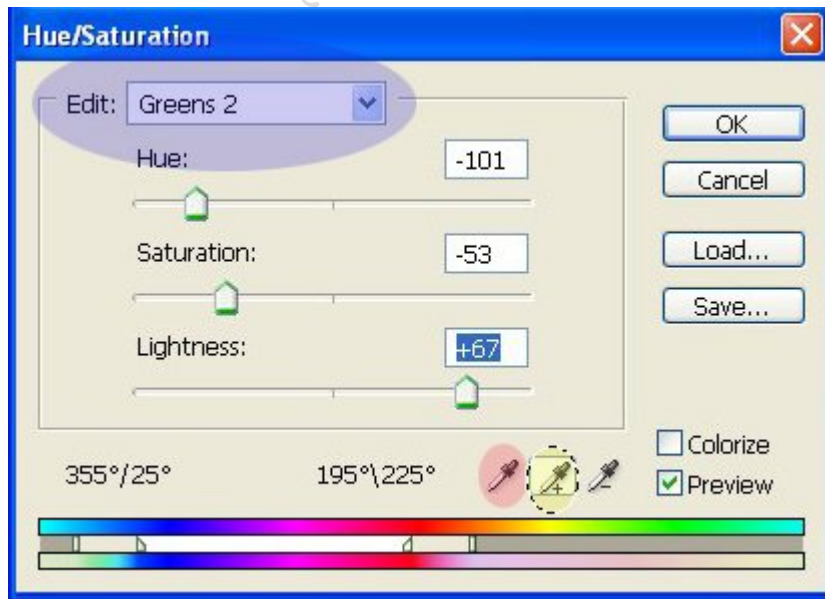 Hue/Saturation
Edit: Greens 2
OK
Hue: -101
Cancel
Saturation: -53
Load...
Save...
Lightness: +67
Colorize
355°/25° 195°\225°
Preview